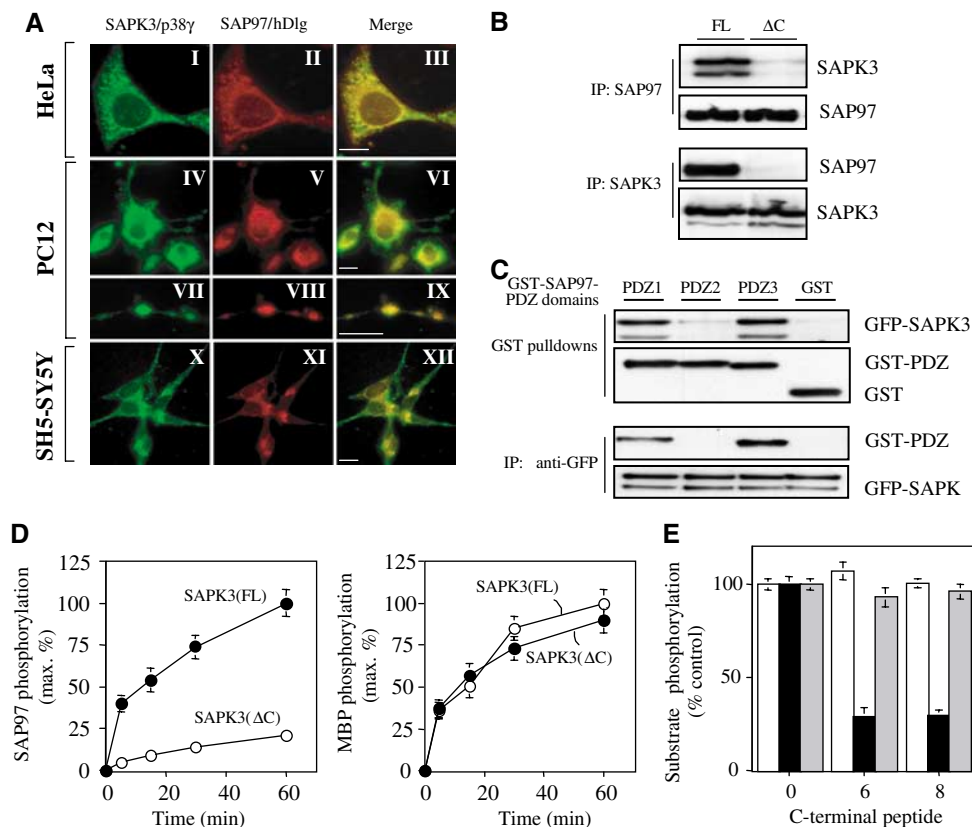 A
SAPK3/p38γ SAP97/hDlg Merge
HeLa
I II III
PC12
IV V VI
VII VIII IX
SH5-SY5Y
X XI XII
B
FL ΔC
IP: SAP97
SAPK3
SAP97
IP: SAPK3
SAP97
SAPK3
C
GST-SAP97-
PDZ domains
PDZ1 PDZ2 PDZ3 GST
GST pulldowns
GFP-SAPK3
GST-PDZ
GST
IP: anti-GFP
GST-PDZ
GFP-SAPK
D
SAP97 phosphorylation
(max. %)
125
100
75
50
25
0
SAPK3(FL)
SAPK3(ΔC)
0 20 40 60
Time (min)
MBP phosphorylation
(max. %)
125
100
75
50
25
0
SAPK3(FL)
SAPK3(ΔC)
0 20 40 60
Time (min)
E
Substrate phosphorylation
(% control)
100
0
0 6 8
C-terminal peptide